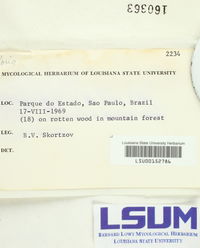 160363
2234
MYCOLOGICAL HERBARIUM OF LOUISIANA STATE UNIVERSITY
LOC. Parque do Estado, Sao Paulo, Brazil
17-VIII-1969
(18) on rotten wood in mountain forest
LEG. B.V. Skortzov
DET.
Louisiana State University Herbarium
LSU00152784
LSUM
BERNARD LOWY MYCOLOGICAL HERBARIUM
LOUISIANA STATE UNIVERSITY